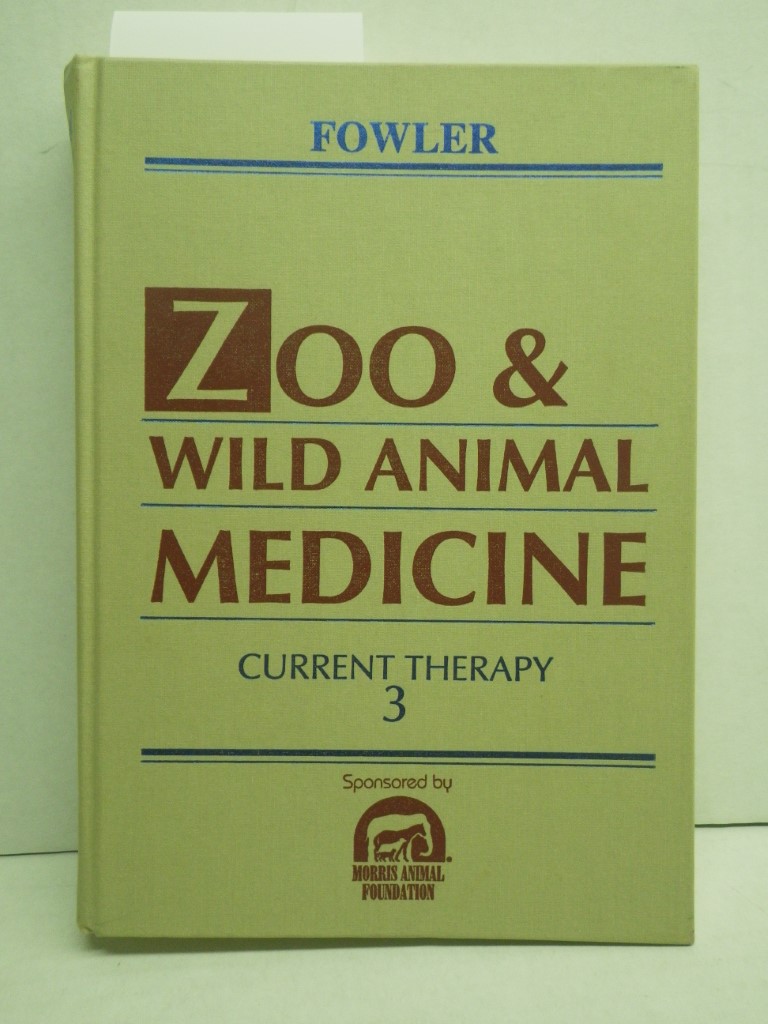 FOWLER
ZOO &
WILD ANIMAL
MEDICINE
CURRENT THERAPY
3
Sponsored by
MORRIS ANIMAL
FOUNDATION